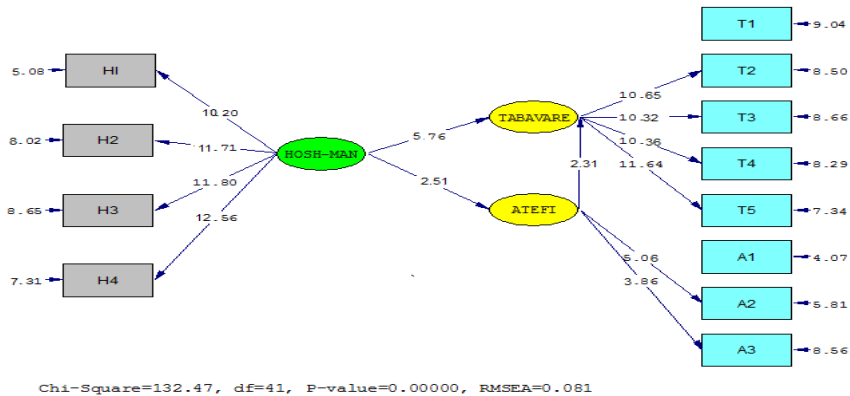 T1 9.04
5.08 HI T2 8.50
10.20 10.65
TABAVARE 10.32 T3 8.66
8.02 H2 11.71 5.76 10.36
HOSH-MAN T4 8.29
11.80 2.31 11.64
8.65 H3 12.56 2.51 ATEFI T5 7.34
5.06 A1 4.07
7.31 H4 3.86 A2 5.81
A3 8.56
Chi-Square=132.47, df=41, P-value=0.00000, RMSEA=0.081